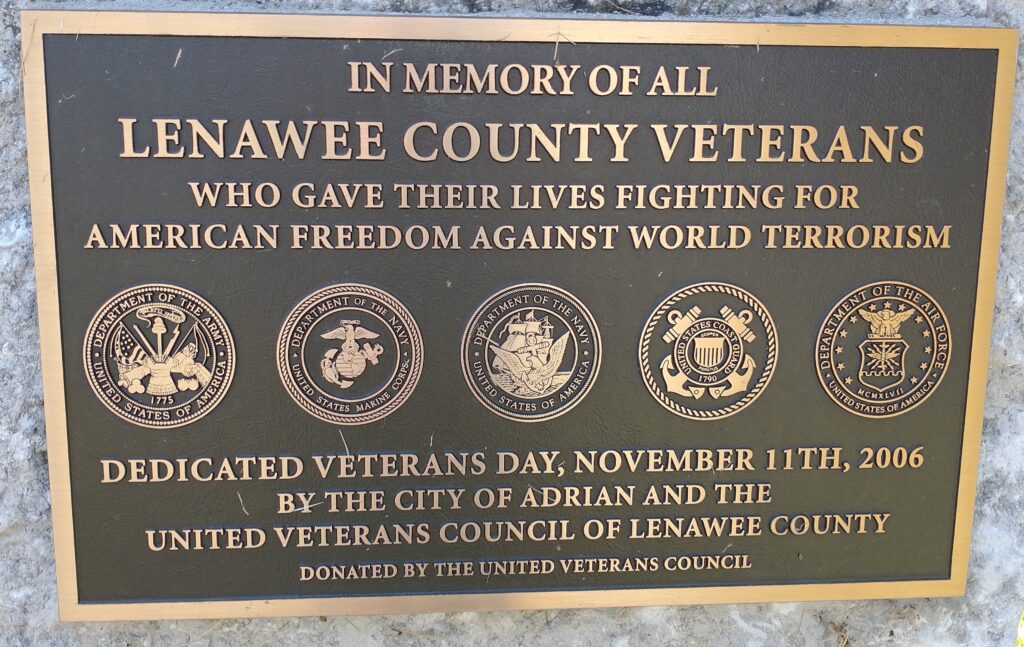 IN MEMORY OF ALL
LENAWEE COUNTY VETERANS
WHO GAVE THEIR LIVES FIGHTING FOR
AMERICAN FREEDOM AGAINST WORLD TERRORISM
DEPARTMENT OF THE ARMY
1775
UNITED STATES OF AMERICA
DEPARTMENT OF THE NAVY
UNITED STATES MARINE CORPS
DEPARTMENT OF THE NAVY
UNITED STATES OF AMERICA
UNITED STATES COAST GUARD
1790
DEPARTMENT OF THE AIR FORCE
MCMXLVII
UNITED STATES OF AMERICA
DEDICATED VETERANS DAY, NOVEMBER 11TH, 2006
BY THE CITY OF ADRIAN AND THE
UNITED VETERANS COUNCIL OF LENAWEE COUNTY
DONATED BY THE UNITED VETERANS COUNCIL